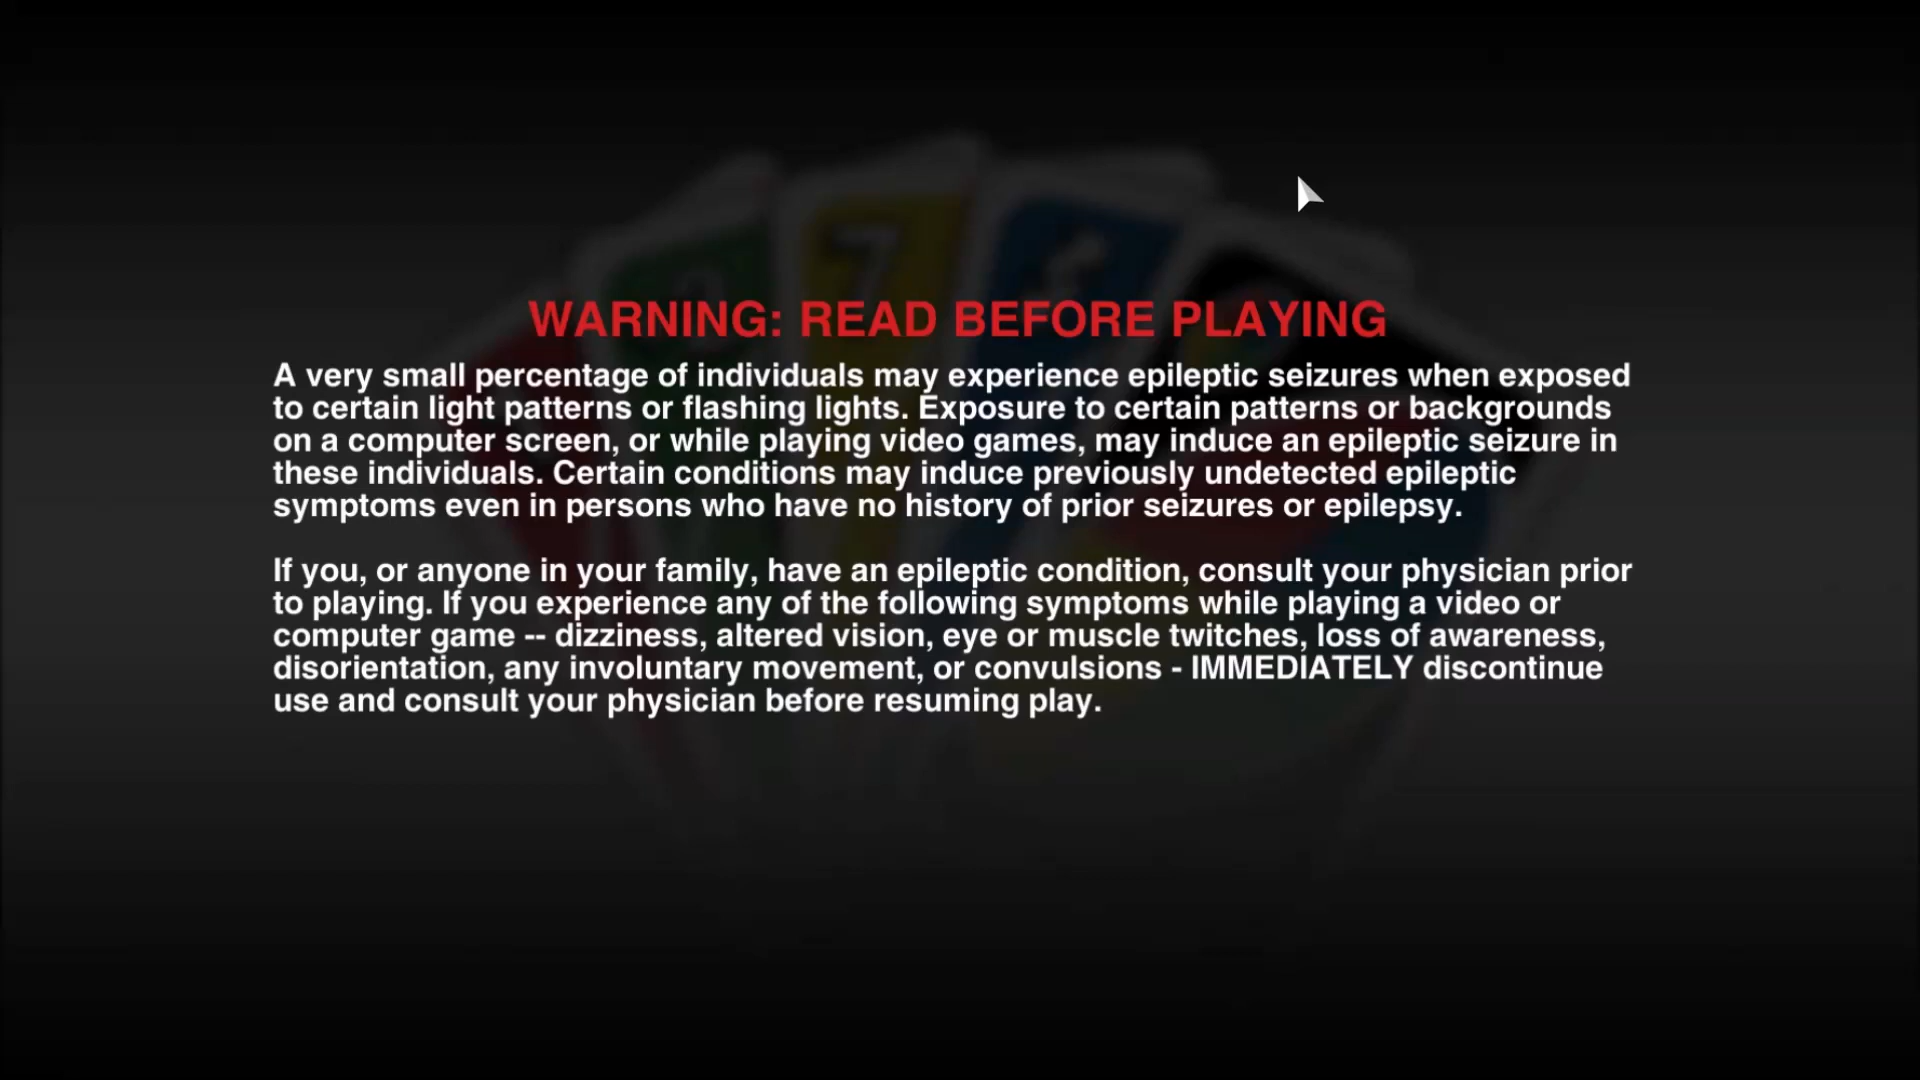 7
WARNING: READ BEFORE PLAYING
A very small percentage of individuals may experience epileptic seizures when exposed
to certain light patterns or flashing lights. Exposure to certain patterns or backgrounds
on a computer screen, or while playing video games, may induce an epileptic seizure in
these individuals. Certain conditions may induce previously undetected epileptic
symptoms even in persons who have no history of prior seizures or epilepsy.
If you, or anyone in your family, have an epileptic condition, consult your physician prior
to playing. If you experience any of the following symptoms while playing a video or
computer game -- dizziness, altered vision, eye or muscle twitches, loss of awareness,
disorientation, any involuntary movement, or convulsions - IMMEDIATELY discontinue
use and consult your physician before resuming play.